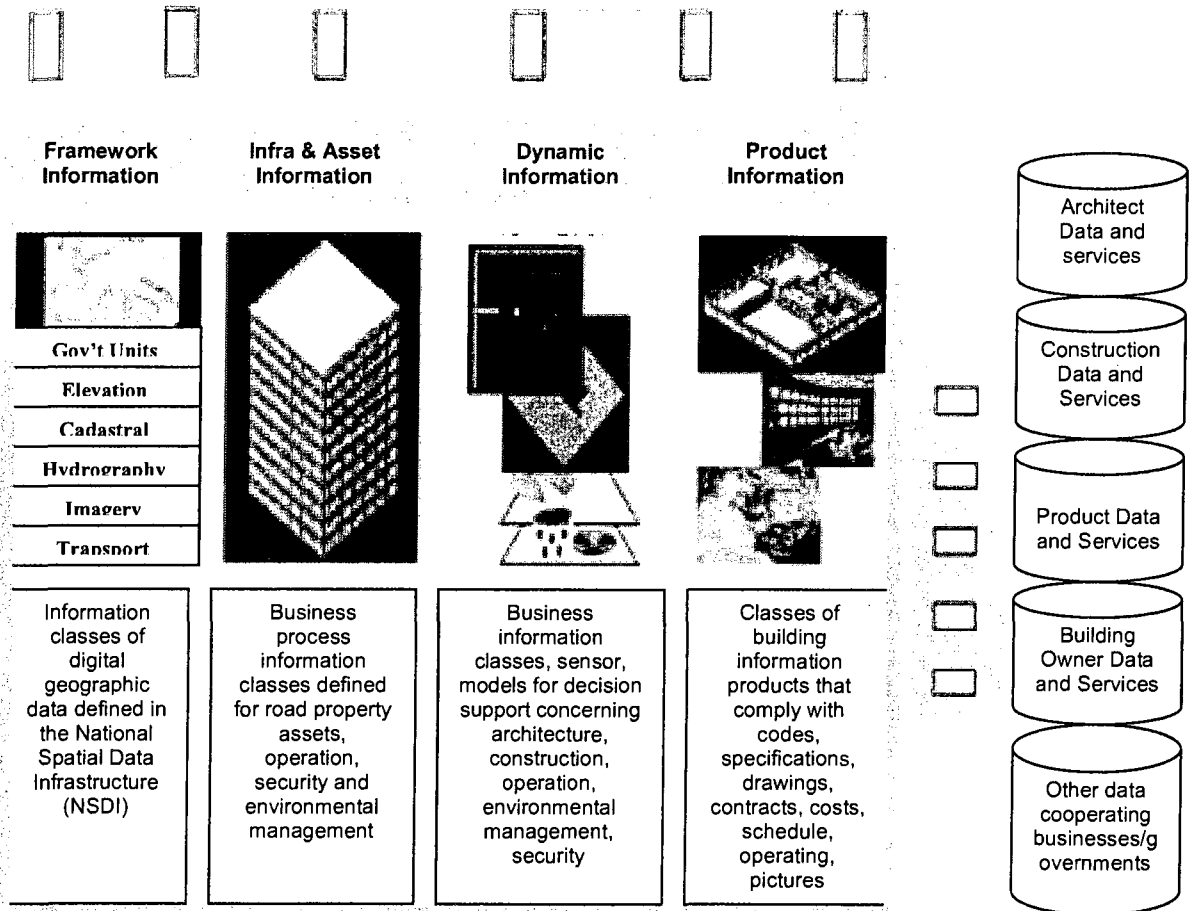 Framework
Information
Infra & Asset
Information
Dynamic
Information
Product
Information
Gov't Units
Elevation
Cadastral
Hydrography
Imagery
Transport
Information
classes of
digital
geographic
data defined in
the National
Spatial Data
Infrastructure
(NSDI)
Business
process
information
classes defined
for road property
assets,
operation,
security and
environmental
management
Business
information
classes, sensor,
models for decision
support concerning
architecture,
construction,
operation,
environmental
management,
security
Classes of
building
information
products that
comply with
codes,
specifications,
drawings,
contracts, costs,
schedule,
operating,
pictures
Architect
Data and
services
Construction
Data and
Services
Product Data
and Services
Building
Owner Data
and Services
Other data
cooperating
businesses/g
overnments